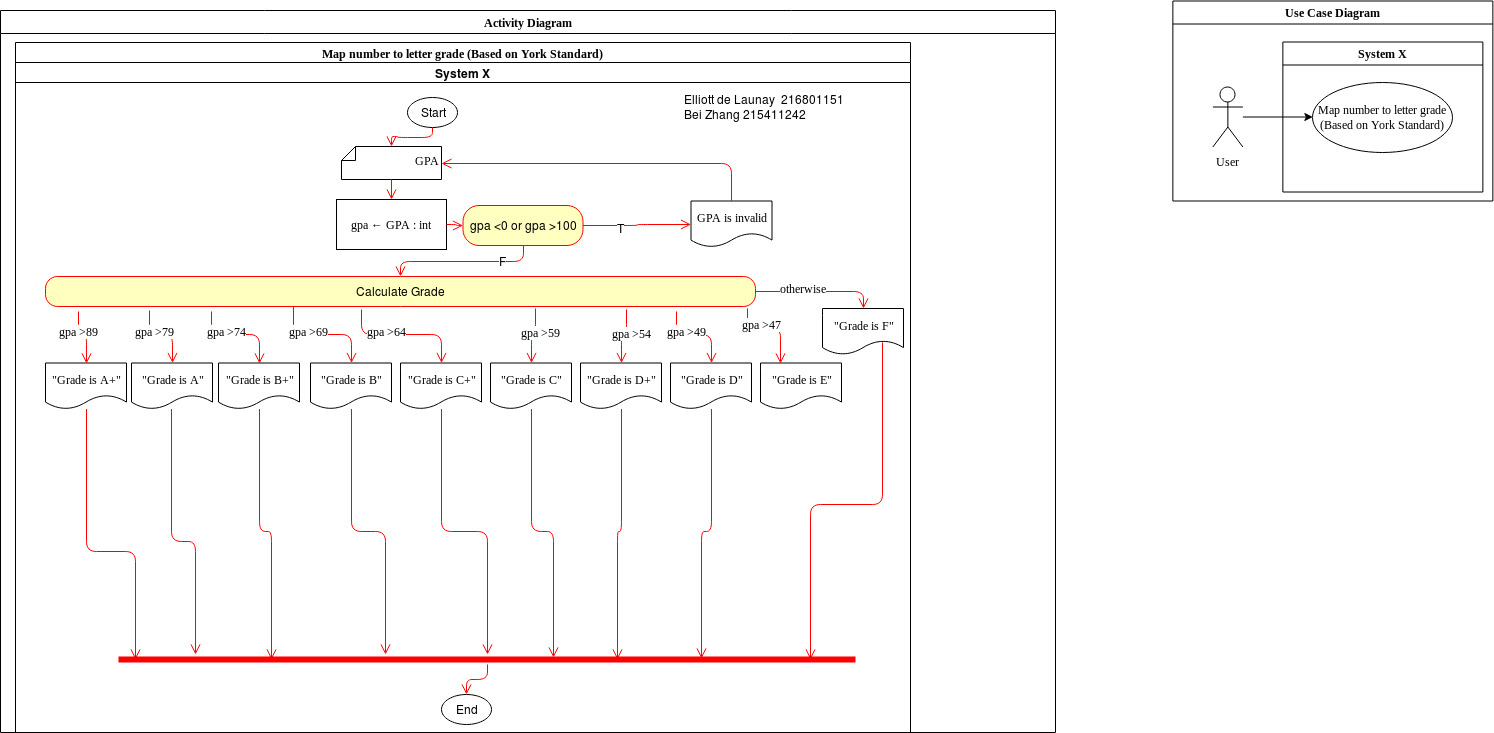 Activity Diagram
Map number to letter grade (Based on York Standard)
System X
Elliott de Launay  216801151
Bei Zhang 215411242
Start
GPA
gpa ← GPA : int
gpa <0 or gpa >100
T
GPA is invalid
F
Calculate Grade
otherwise
"Grade is F"
gpa >89
gpa >79
gpa >74
gpa >69
gpa >64
gpa >59
gpa >54
gpa >49
gpa >47
"Grade is A+"
"Grade is A"
"Grade is B+"
"Grade is B"
"Grade is C+"
"Grade is C"
"Grade is D+"
"Grade is D"
"Grade is E"
End
Use Case Diagram
System X
Map number to letter grade
(Based on York Standard)
User